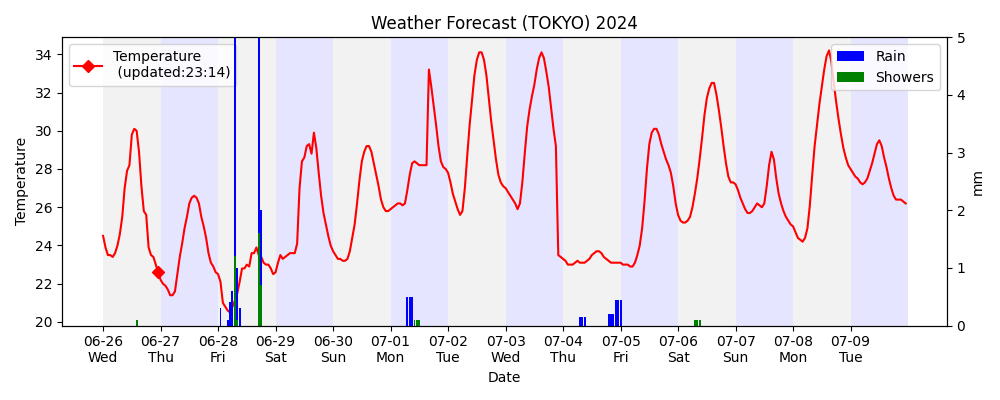 Weather Forecast (TOKYO) 2024
Temperature
(updated:23:14)
Rain
Showers
Temperature
34
32
30
28
26
24
22
20
5
4
3
2
1
0
mm
06-26 06-27 06-28 06-29 06-30 07-01 07-02 07-03 07-04 07-05 07-06 07-07 07-08 07-09
Wed Thu Fri Sat Sun Mon Tue Wed Thu Fri Sat Sun Mon Tue
Date